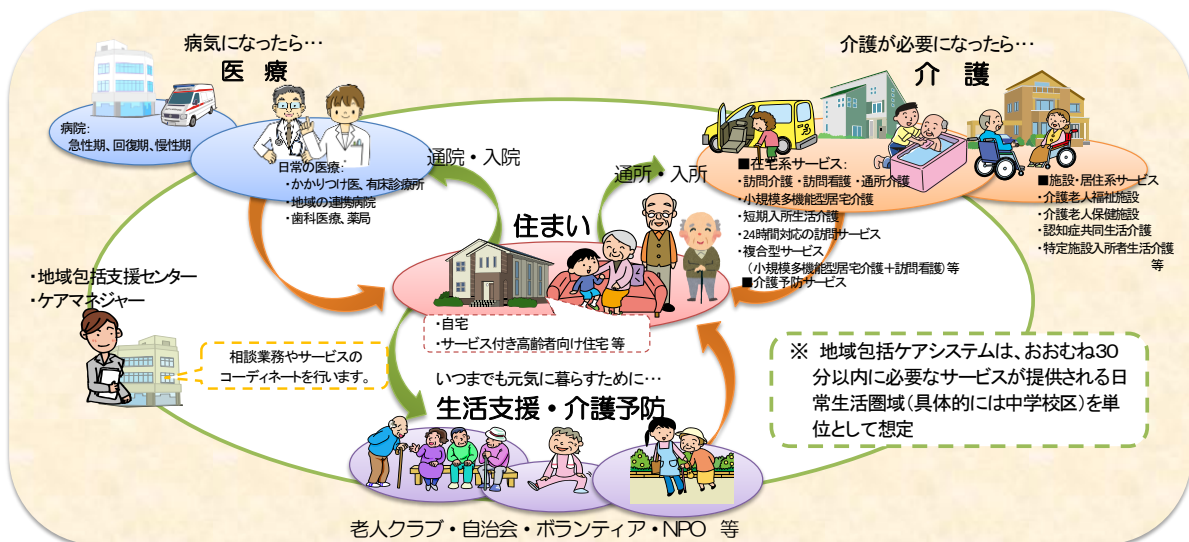 病気になったら…
医 療
病院:
急性期、回復期、慢性期
日常の医療:
・かかりつけ医、有床診療所
・地域の連携病院
・歯科医療、薬局
通院・入院
介護が必要になったら…
介 護
■在宅系サービス:
・訪問介護・訪問看護・通所介護
・小規模多機能型居宅介護
・短期入所生活介護
・24時間対応の訪問サービス
・複合型サービス
(小規模多機能型居宅介護+訪問看護)等
■介護予防サービス
■施設・居住系サービス
・介護老人福祉施設
・介護老人保健施設
・認知症共同生活介護
・特定施設入所者生活介護
等
通所・入所
住まい
・自宅
・サービス付き高齢者向け住宅 等
・地域包括支援センター
・ケアマネジャー
相談業務やサービスの
コーディネートを行います。
いつまでも元気に暮らすために…
生活支援・介護予防
老人クラブ・自治会・ボランティア・NPO 等
※ 地域包括ケアシステムは、おおむね30
分以内に必要なサービスが提供される日
常生活圏域(具体的には中学校区)を単
位として想定